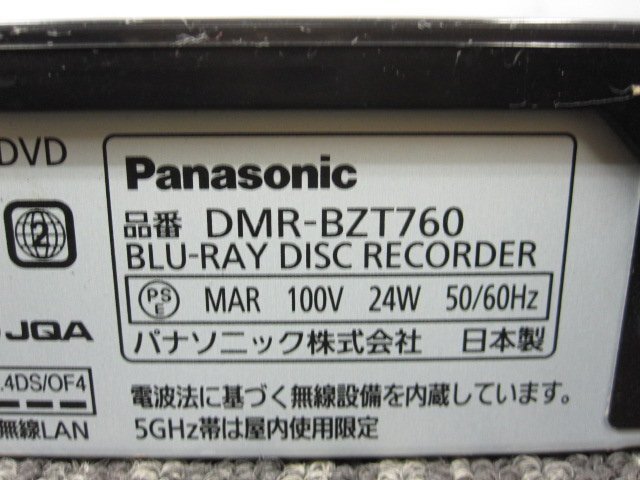 DVD
Panasonic
品番 DMR-BZT760
2
BLU-RAY DISC RECORDER
PSE MAR 100V 24W 50/60Hz
JQA
パナソニック株式会社 日本製
.4DS/OF4
電波法に基づく無線設備を内蔵しています。
無線LAN
5GHz帯は屋内使用限定